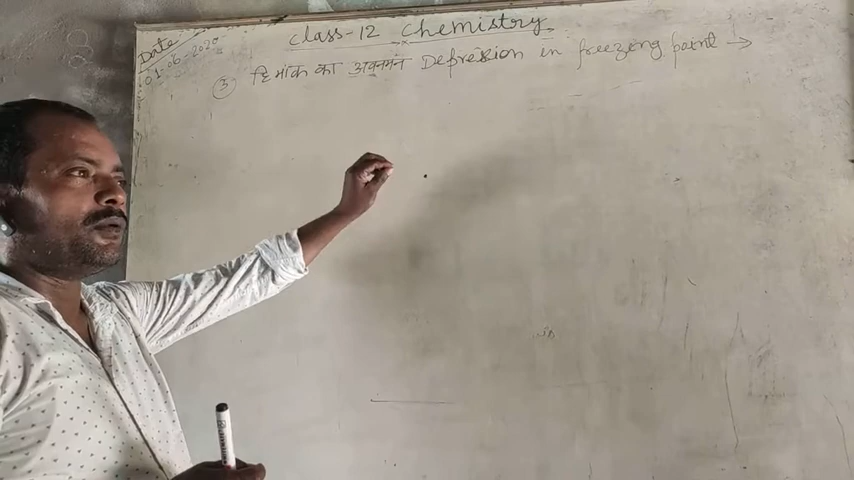 Date
01-06-2020
Class-12 Chemistry
③ हिमांक का अवनमन Depression in freezing point →